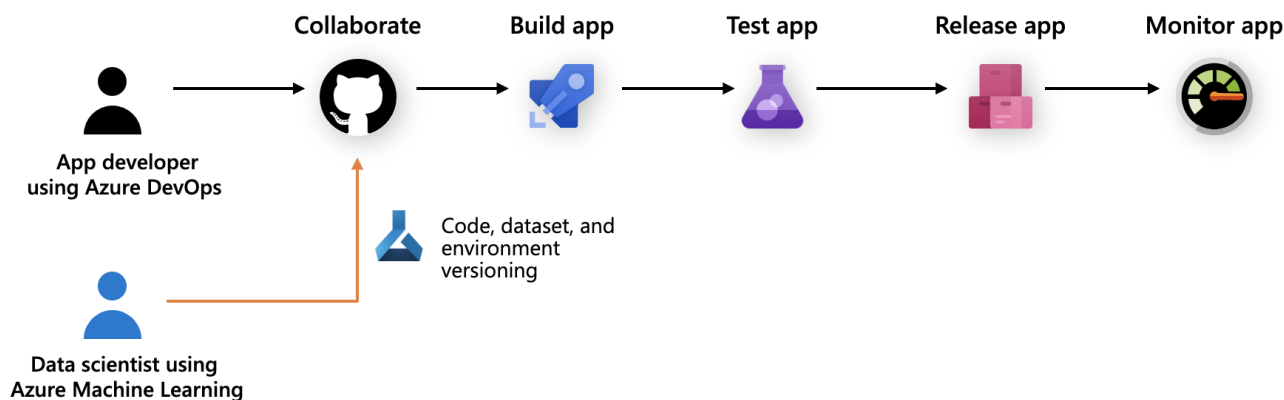 Collaborate
Build app
Test app
Release app
Monitor app
App developer
using Azure DevOps
Code, dataset, and
environment
versioning
Data scientist using
Azure Machine Learning